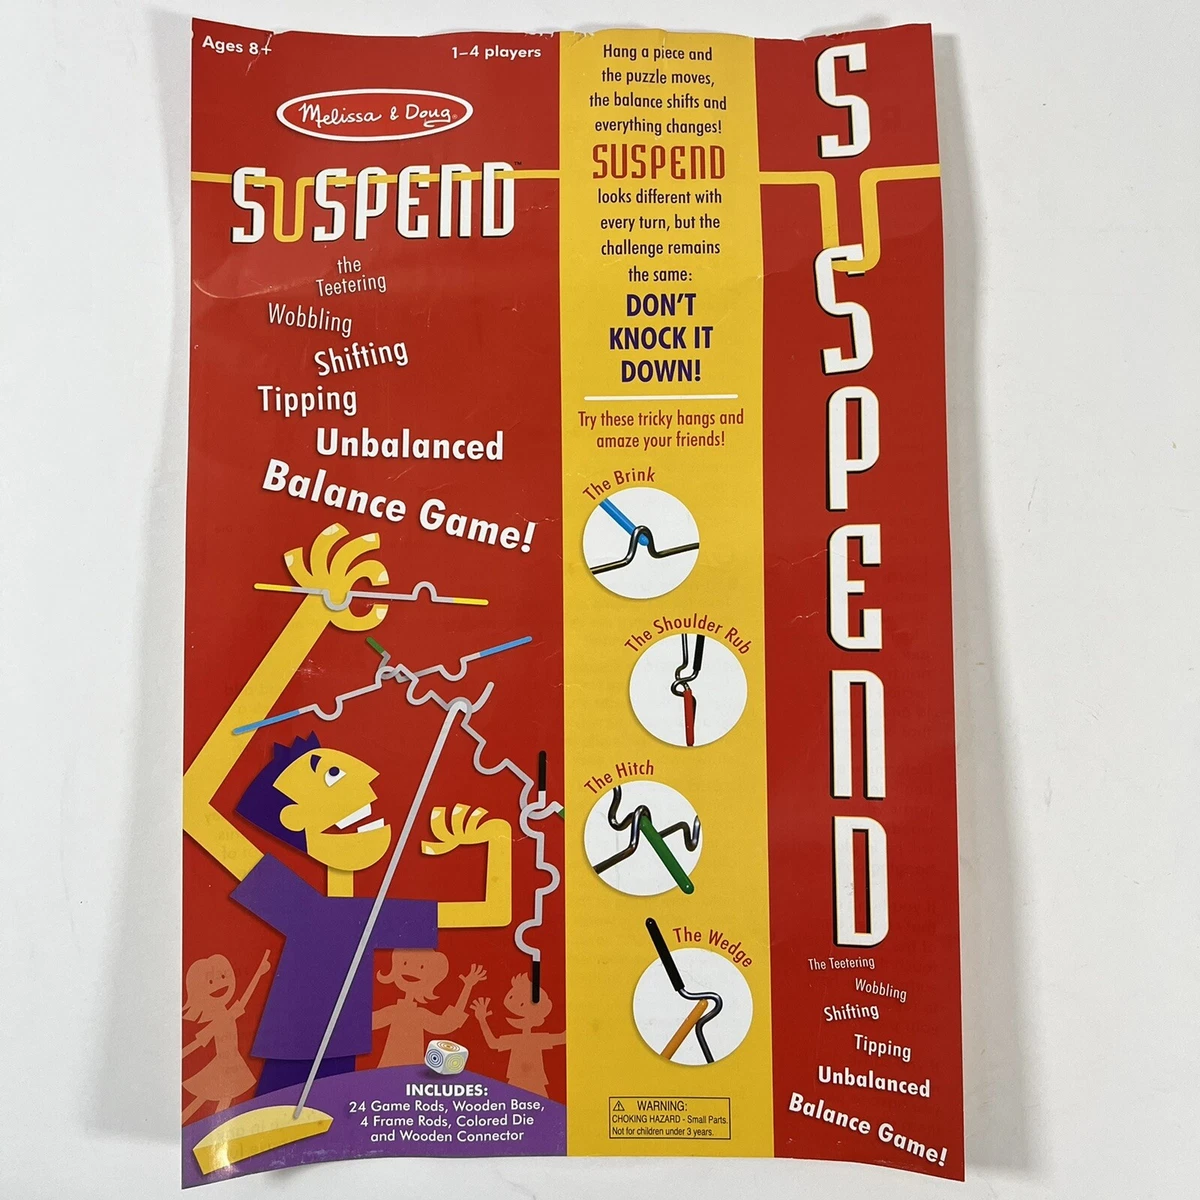 Ages 8+
1-4 players
Melissa & Doug®
SUSPEND™
the
Teetering
Wobbling
Shifting
Tipping
Unbalanced
Balance Game!
INCLUDES:
24 Game Rods, Wooden Base,
4 Frame Rods, Colored Die
and Wooden Connector
Hang a piece and
the puzzle moves,
the balance shifts and
everything changes!
SUSPEND
looks different with
every turn, but the
challenge remains
the same:
DON'T
KNOCK IT
DOWN!
Try these tricky hangs and
amaze your friends!
The Brink
The Shoulder Rub
The Hitch
The Wedge
WARNING:
CHOKING HAZARD - Small Parts.
Not for children under 3 years.
SUSPEND
The Teetering
Wobbling
Shifting
Tipping
Unbalanced
Balance Game!